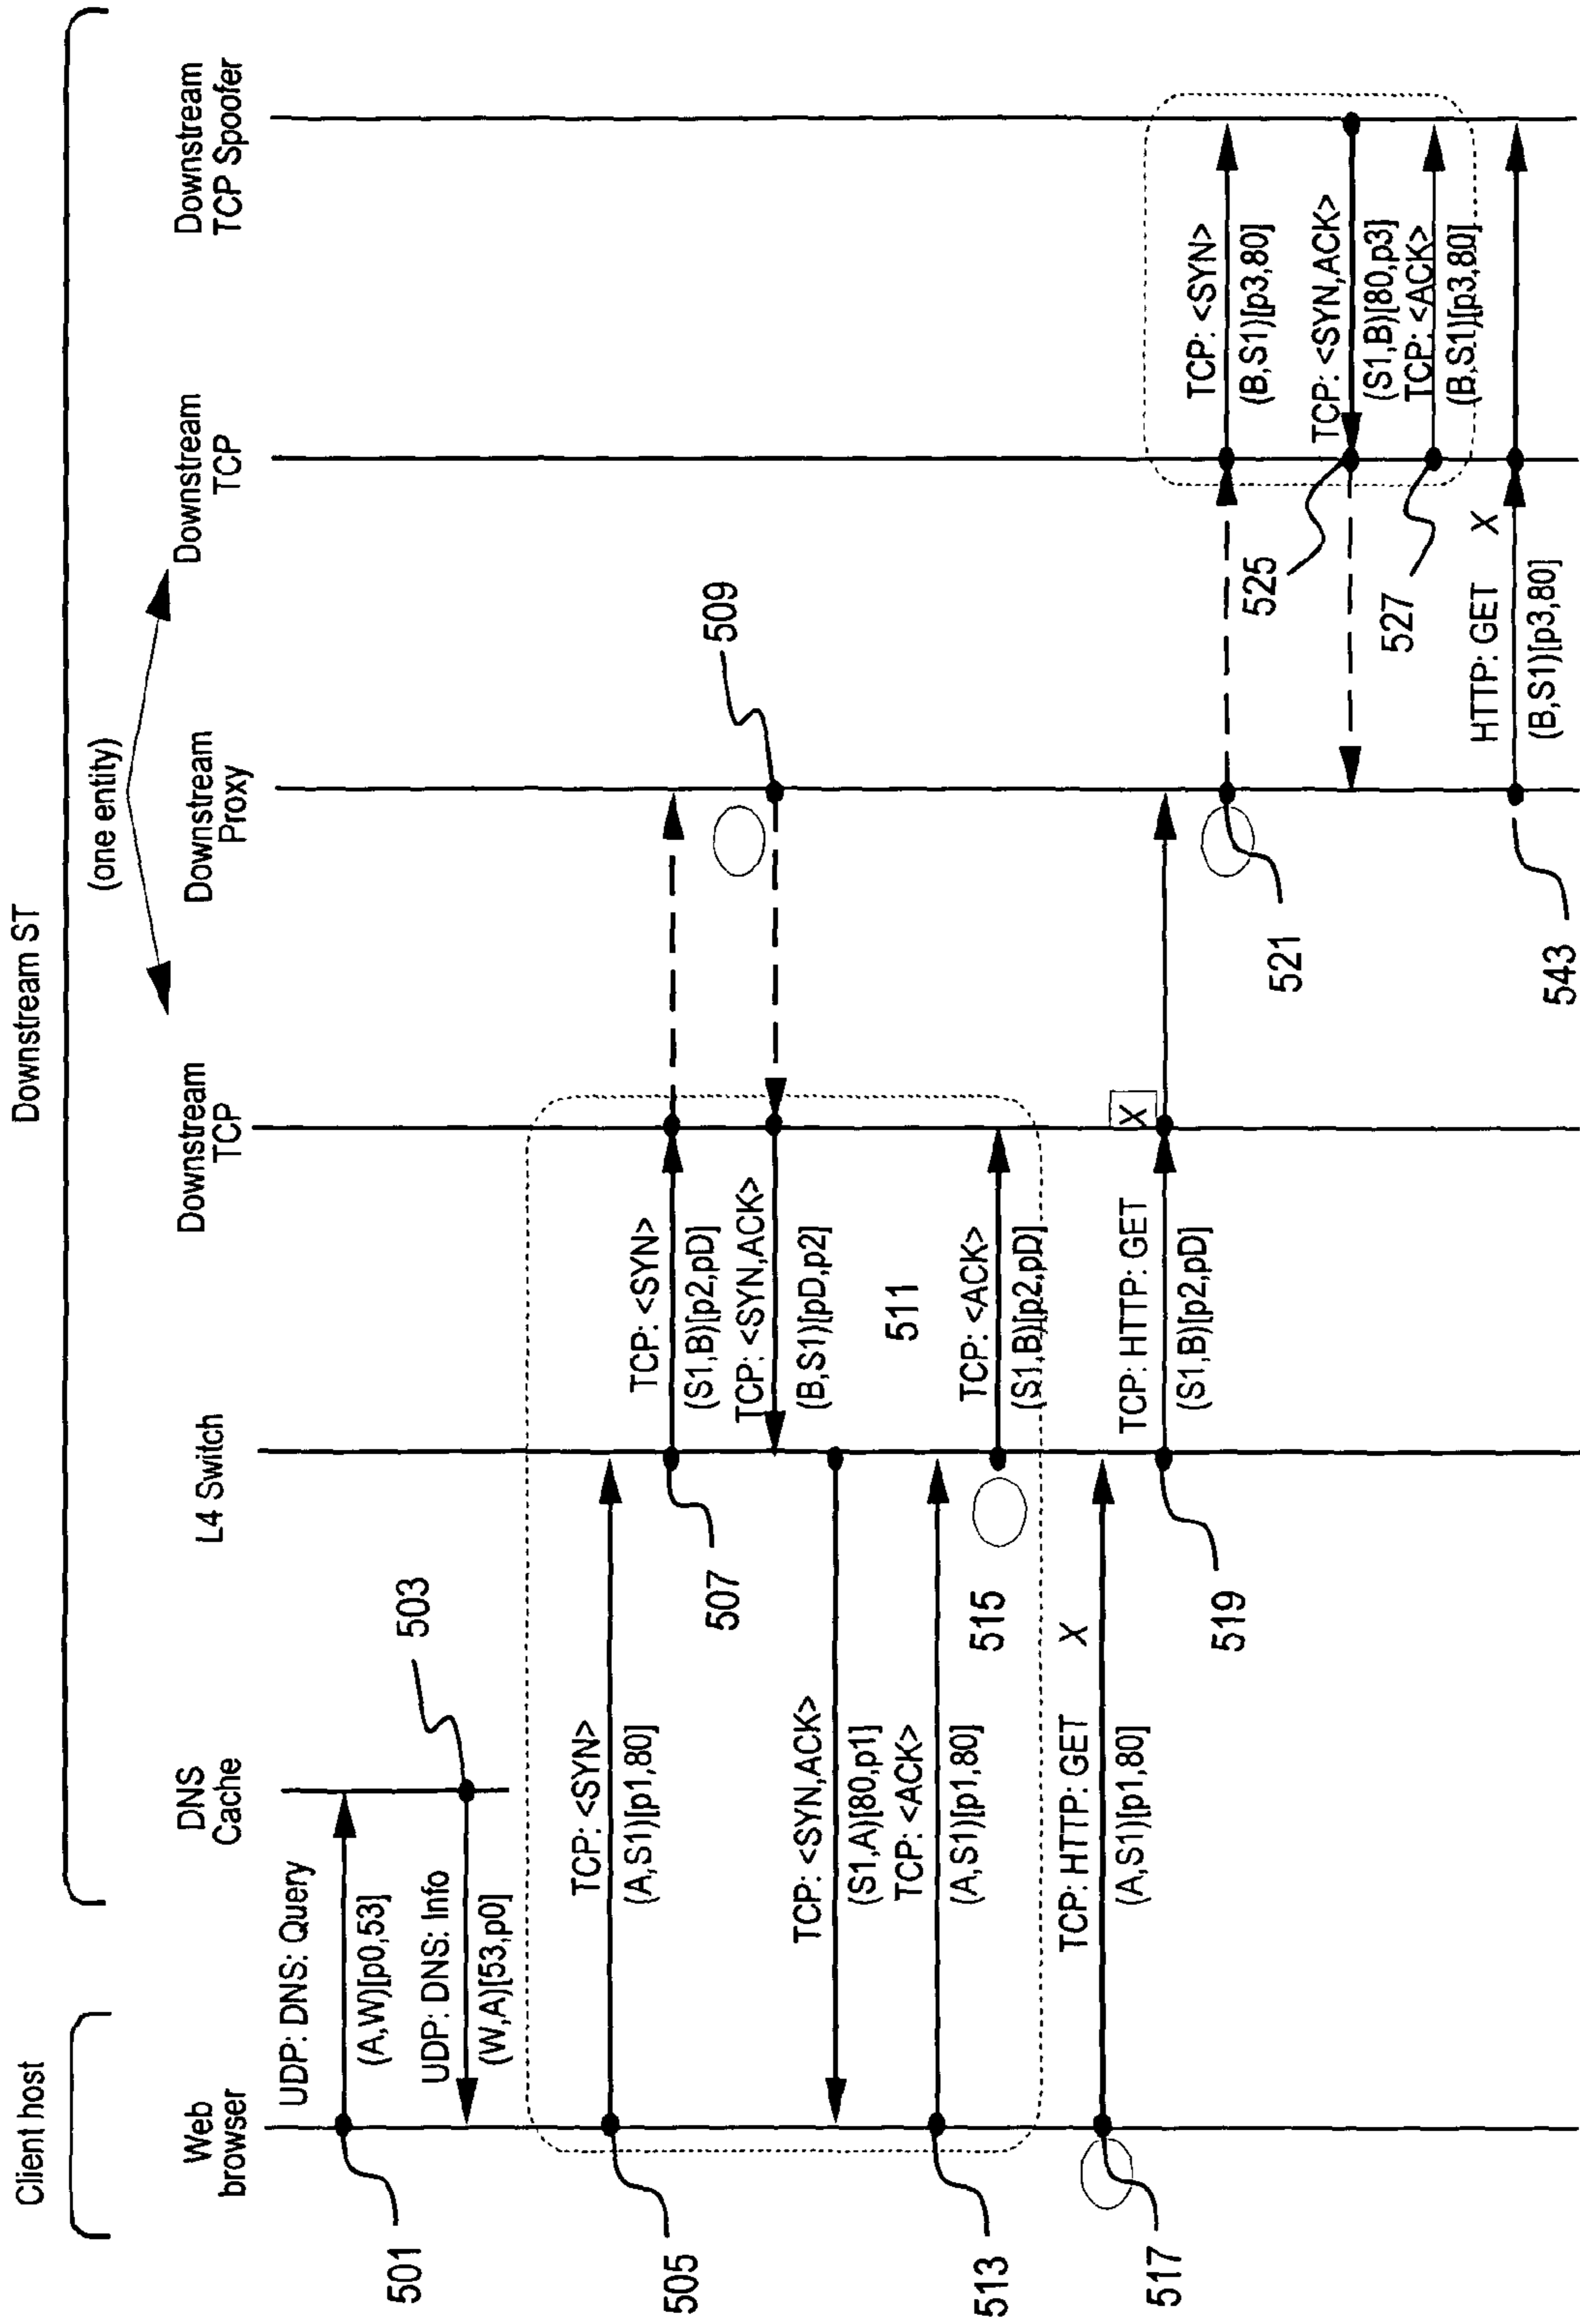 Client host
Downstream ST
(one entity)
Web
browser
DNS
Cache
L4 Switch
Downstream
TCP
Downstream
Proxy
Downstream
TCP
Downstream
TCP Spoofer
UDP: DNS: Query
(A,W)[p0,53]
501
503
UDP: DNS: Info
(W,A)[53,p0]
TCP: <SYN>
(A,S1)[p1,80]
505
TCP: <SYN>
(S1,B)[p2,pD]
507
509
TCP: <SYN,ACK>
(B,S1)[pD,p2]
TCP: <SYN,ACK>
(S1,A)[80,p1]
511
TCP: <ACK>
(A,S1)[p1,80]
513
TCP: <ACK>
(S1,B)[p2,pD]
515
TCP: HTTP: GET X
(A,S1)[p1,80]
517
TCP: HTTP: GET X
(S1,B)[p2,pD]
519
TCP: <SYN>
(B,S1)[p3,80]
521
TCP: <SYN,ACK>
(S1,B)[80,p3]
525
TCP: <ACK>
(B,S1)[p3,80]
527
HTTP: GET X
(B,S1)[p3,80]
543